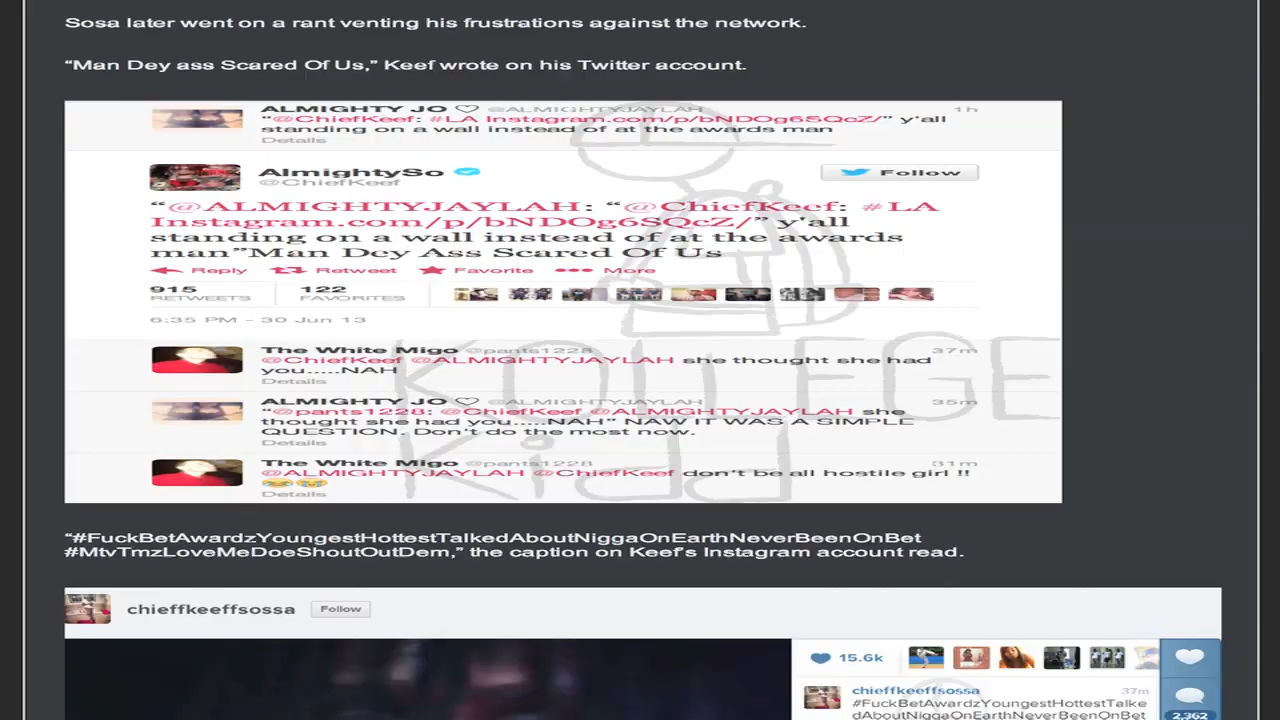 Sosa later went on a rant venting his frustrations against the network.
“Man Dey ass Scared Of Us,” Keef wrote on his Twitter account.
ALMIGHTY JO ♡ @ALMIGHTYJAYLAH 1h
“@ChiefKeef: #LA Instagram.com/p/bNDOg6SQcZ/” y'all
standing on a wall instead of at the awards man
Details
AlmightySo
@ChiefKeef
Follow
“@ALMIGHTYJAYLAH: “@ChiefKeef: #LA
Instagram.com/p/bNDOg6SQcZ/” y'all
standing on a wall instead of at the awards
man”Man Dey Ass Scared Of Us
Reply Retweet Favorite More
915 122
RETWEETS FAVORITES
6:35 PM - 30 Jun 13
The White Migo @pants1228 37m
@ChiefKeef @ALMIGHTYJAYLAH she thought she had
you.....NAH
Details
ALMIGHTY JO ♡ @ALMIGHTYJAYLAH 35m
“@pants1228: @ChiefKeef @ALMIGHTYJAYLAH she
thought she had you.....NAH” NAW IT WAS A SIMPLE
QUESTION. Don't do the most now.
Details
The White Migo @pants1228 31m
@ALMIGHTYJAYLAH @ChiefKeef don't be all hostile girl !!
😂😂
Details
KOLLEGE
Kidd
“#FuckBetAwardzYoungestHottestTalkedAboutNiggaOnEarthNeverBeenOnBet
#MtvTmzLoveMeDoeShoutOutDem,” the caption on Keef's Instagram account read.
chieffkeeffsossa Follow
15.6k
chieffkeeffsossa 37m
#FuckBetAwardzYoungestHottestTalke
dAboutNiggaOnEarthNeverBeenOnBet
2,362